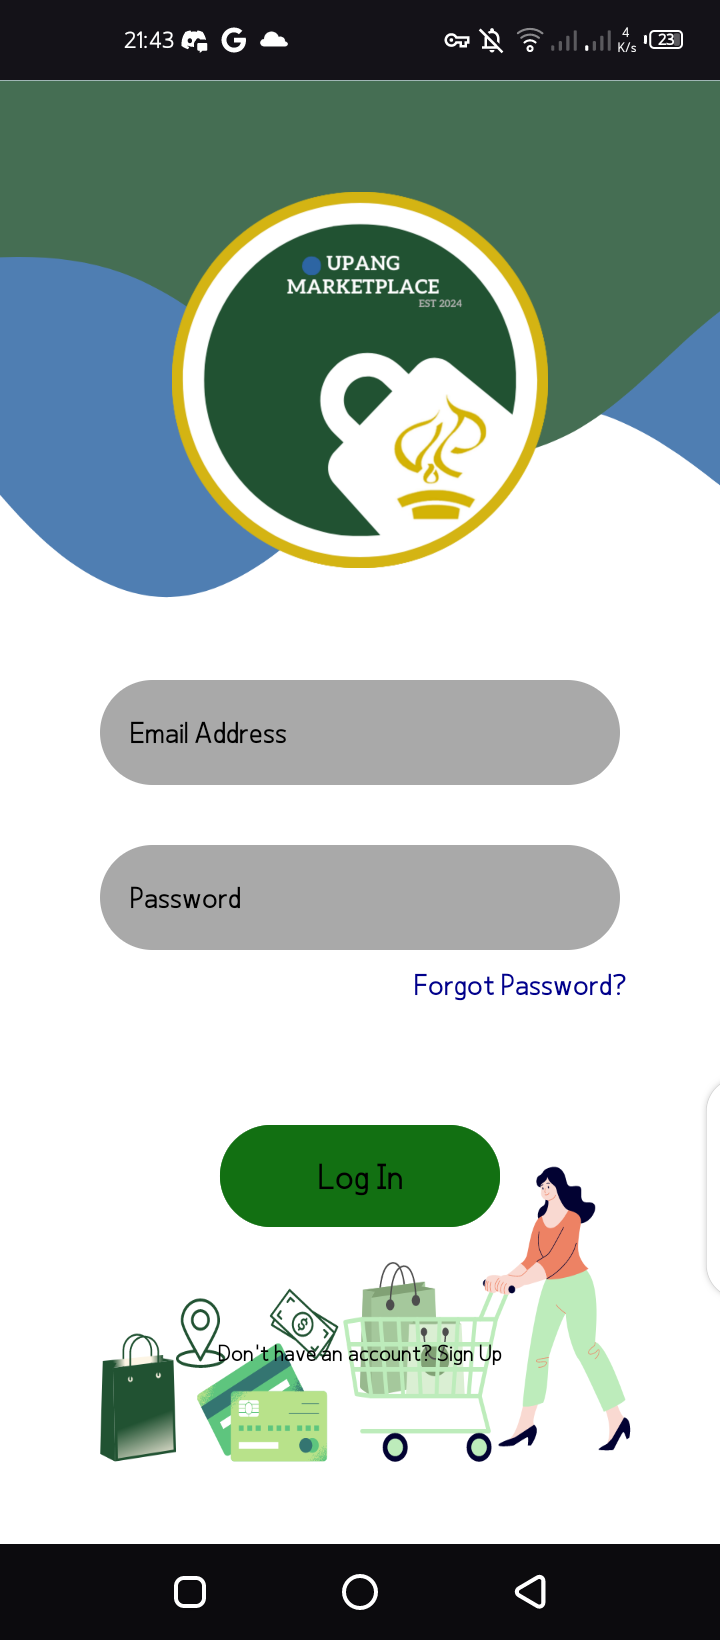 21:43
4
K/s
23
UPANG
MARKETPLACE
EST 2024
Email Address
Password
Forgot Password?
Log In
Don't have an account? Sign Up